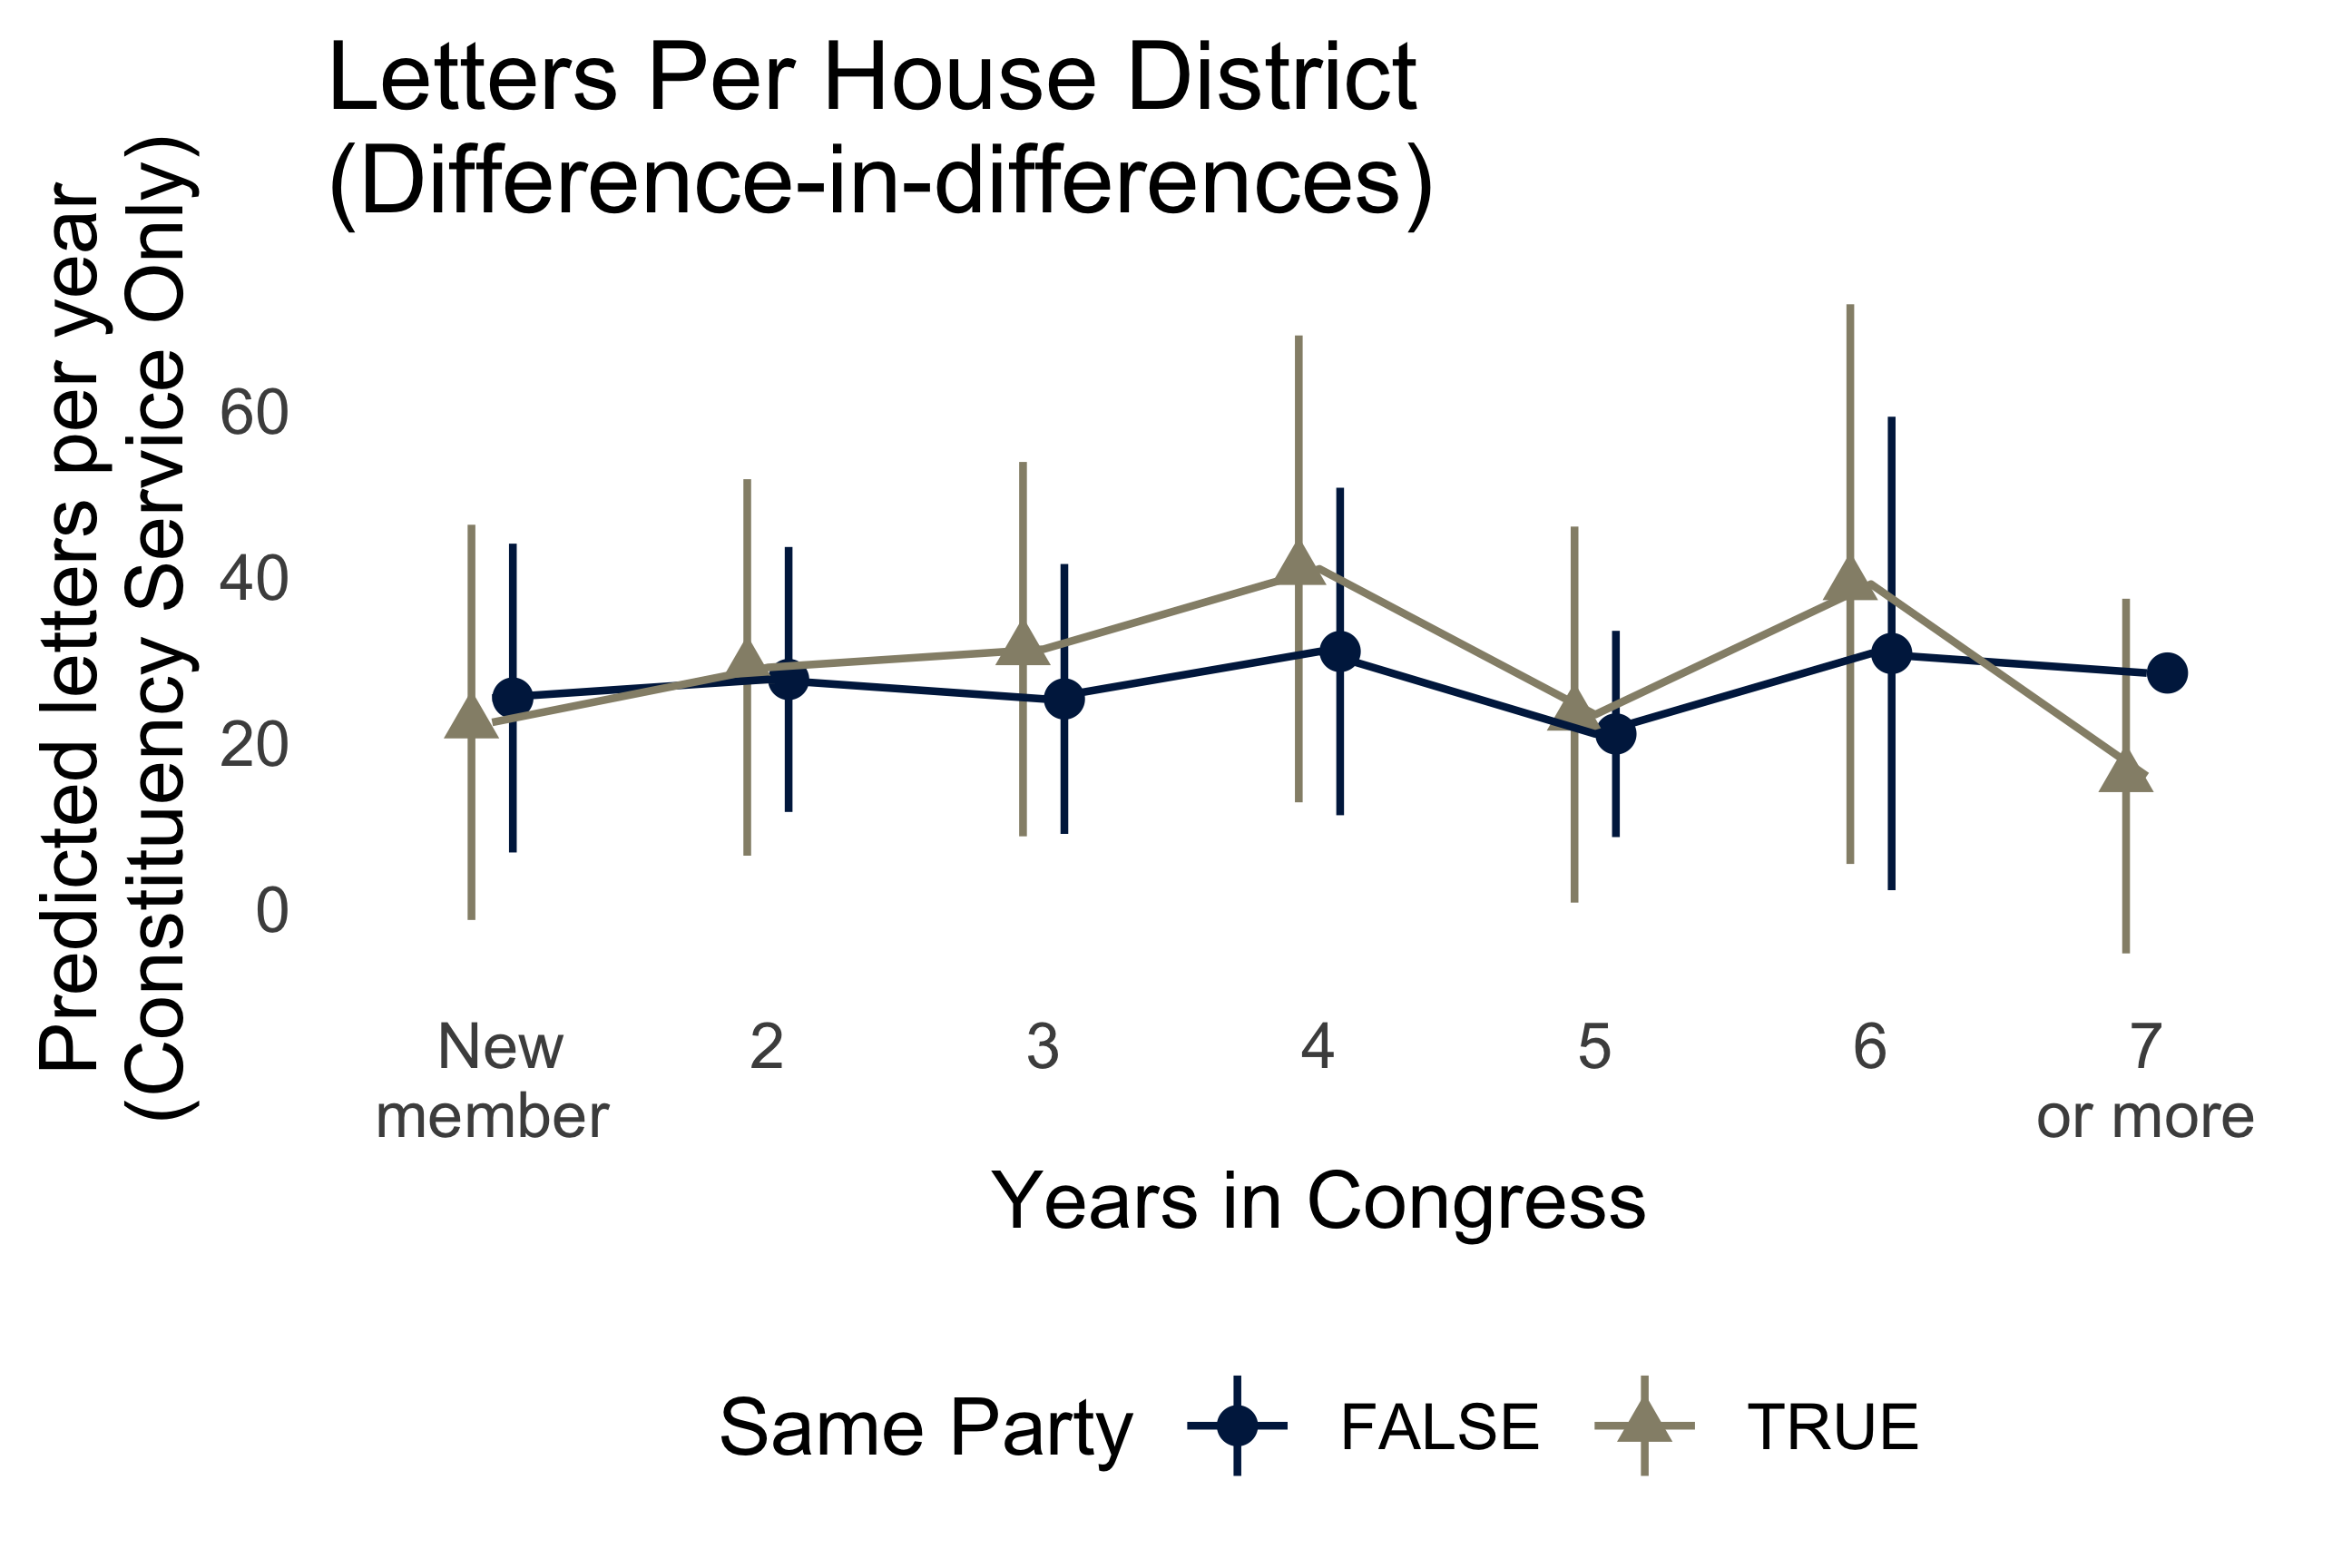 Letters Per House District
(Difference-in-differences)
Predicted letters per year
(Constituency Service Only)
60
40
20
0
New
member
2
3
4
5
6
7
or more
Years in Congress
Same Party
FALSE
TRUE